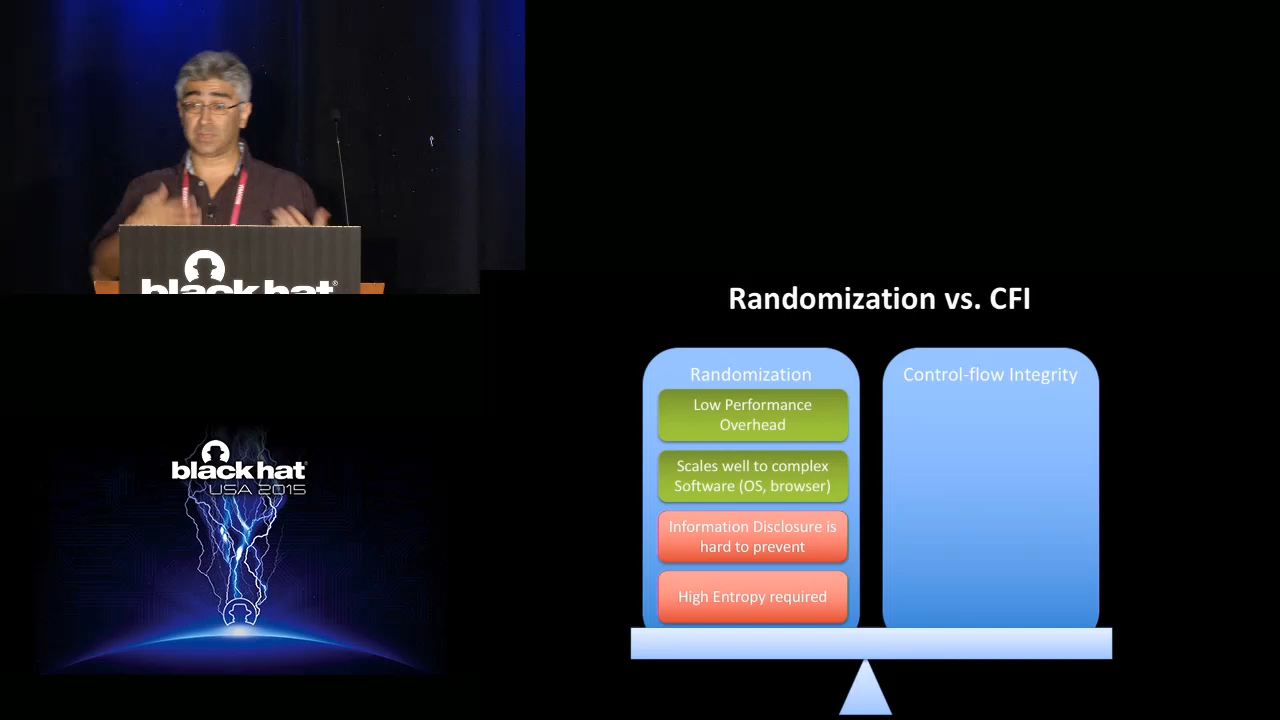 black hat®
Randomization vs. CFI
Randomization
Low Performance
Overhead
Scales well to complex
Software (OS, browser)
Information Disclosure is
hard to prevent
High Entropy required
Control-flow Integrity
black hat®
USA 2015